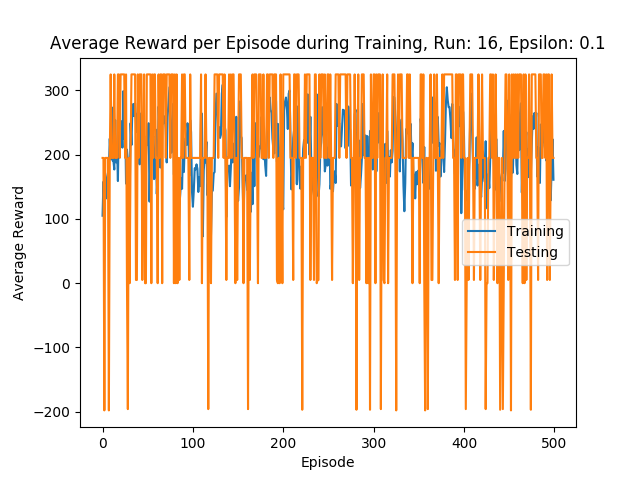 Average Reward per Episode during Training, Run: 16, Epsilon: 0.1
Average Reward
300
200
100
0
−100
−200
Training
Testing
0 100 200 300 400 500
Episode